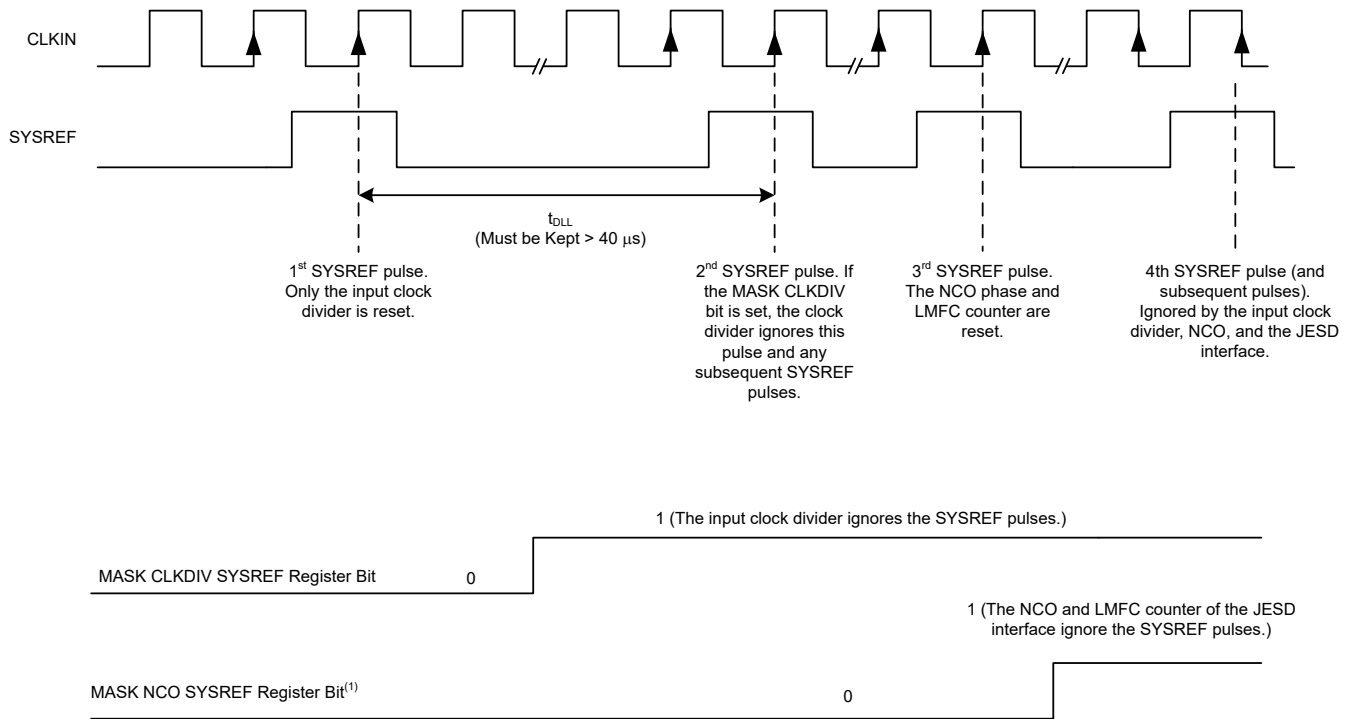 CLKIN
SYSREF
tDLL
(Must be Kept > 40 μs)
1st SYSREF pulse.
Only the input clock
divider is reset.
2nd SYSREF pulse. If
the MASK CLKDIV
bit is set, the clock
divider ignores this
pulse and any
subsequent SYSREF
pulses.
3rd SYSREF pulse.
The NCO phase and
LMFC counter are
reset.
4th SYSREF pulse (and
subsequent pulses).
Ignored by the input clock
divider, NCO, and the JESD
interface.
1 (The input clock divider ignores the SYSREF pulses.)
MASK CLKDIV SYSREF Register Bit 0
1 (The NCO and LMFC counter of the JESD
interface ignore the SYSREF pulses.)
MASK NCO SYSREF Register Bit(1) 0